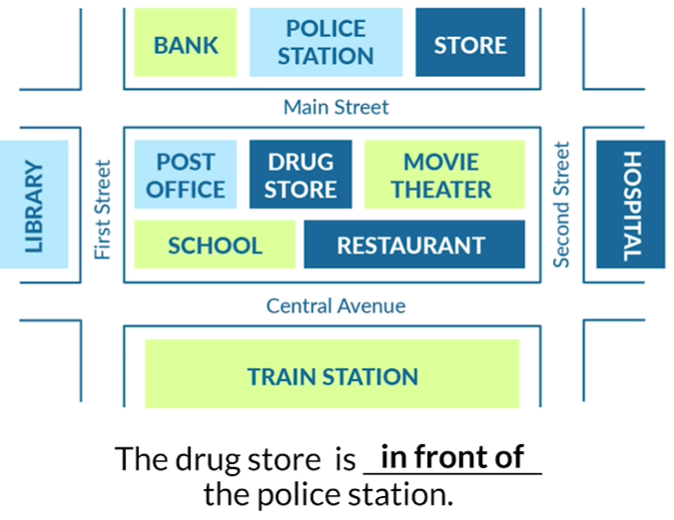 BANK
POLICE
STATION
STORE
Main Street
LIBRARY
First Street
POST
OFFICE
DRUG
STORE
MOVIE
THEATER
Second Street
HOSPITAL
SCHOOL
RESTAURANT
Central Avenue
TRAIN STATION
The drug store is in front of
the police station.